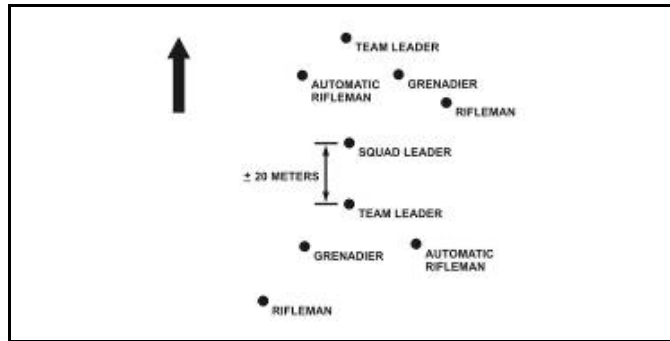 TEAM LEADER
AUTOMATIC
RIFLEMAN
GRENADIER
RIFLEMAN
SQUAD LEADER
± 20 METERS
TEAM LEADER
GRENADIER
AUTOMATIC
RIFLEMAN
RIFLEMAN